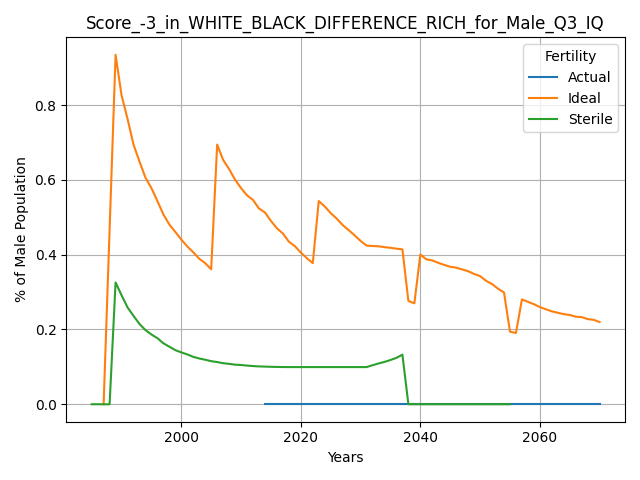 Score_-3_in_WHITE_BLACK_DIFFERENCE_RICH_for_Male_Q3_IQ
Fertility
Actual
Ideal
Sterile
% of Male Population
0.8
0.6
0.4
0.2
0.0
2000
2020
2040
2060
Years